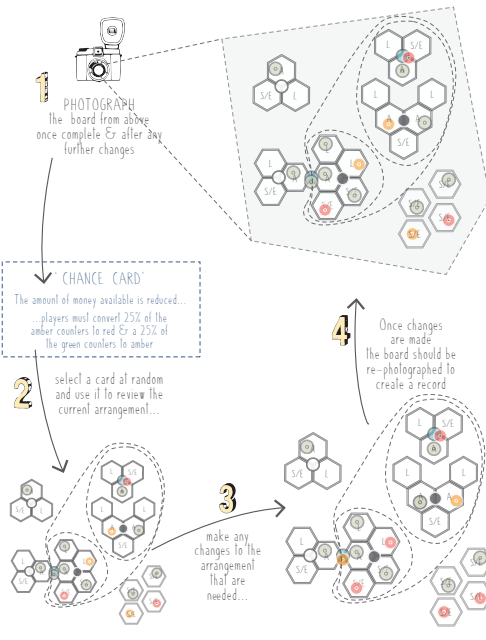 1
PHOTOGRAPH
the board from above
once complete & after any
further changes
'CHANCE CARD'
The amount of money available is reduced...
...players must convert 25% of the
amber counters to red & a 25% of
the green counters to amber
2
select a card at random
and use it to review the
current arrangement...
3
make any
changes to the
arrangement
that are
needed...
4
Once changes
are made
the board should be
re-photographed to
create a record
L
S/E
A
L
L
S/E
S/E
L
L
S/E
L
S/E
L
L
S/E
S/E
L
L
S/E
L
S/E
A
L
L
S/E
S/E
L
L
S/E